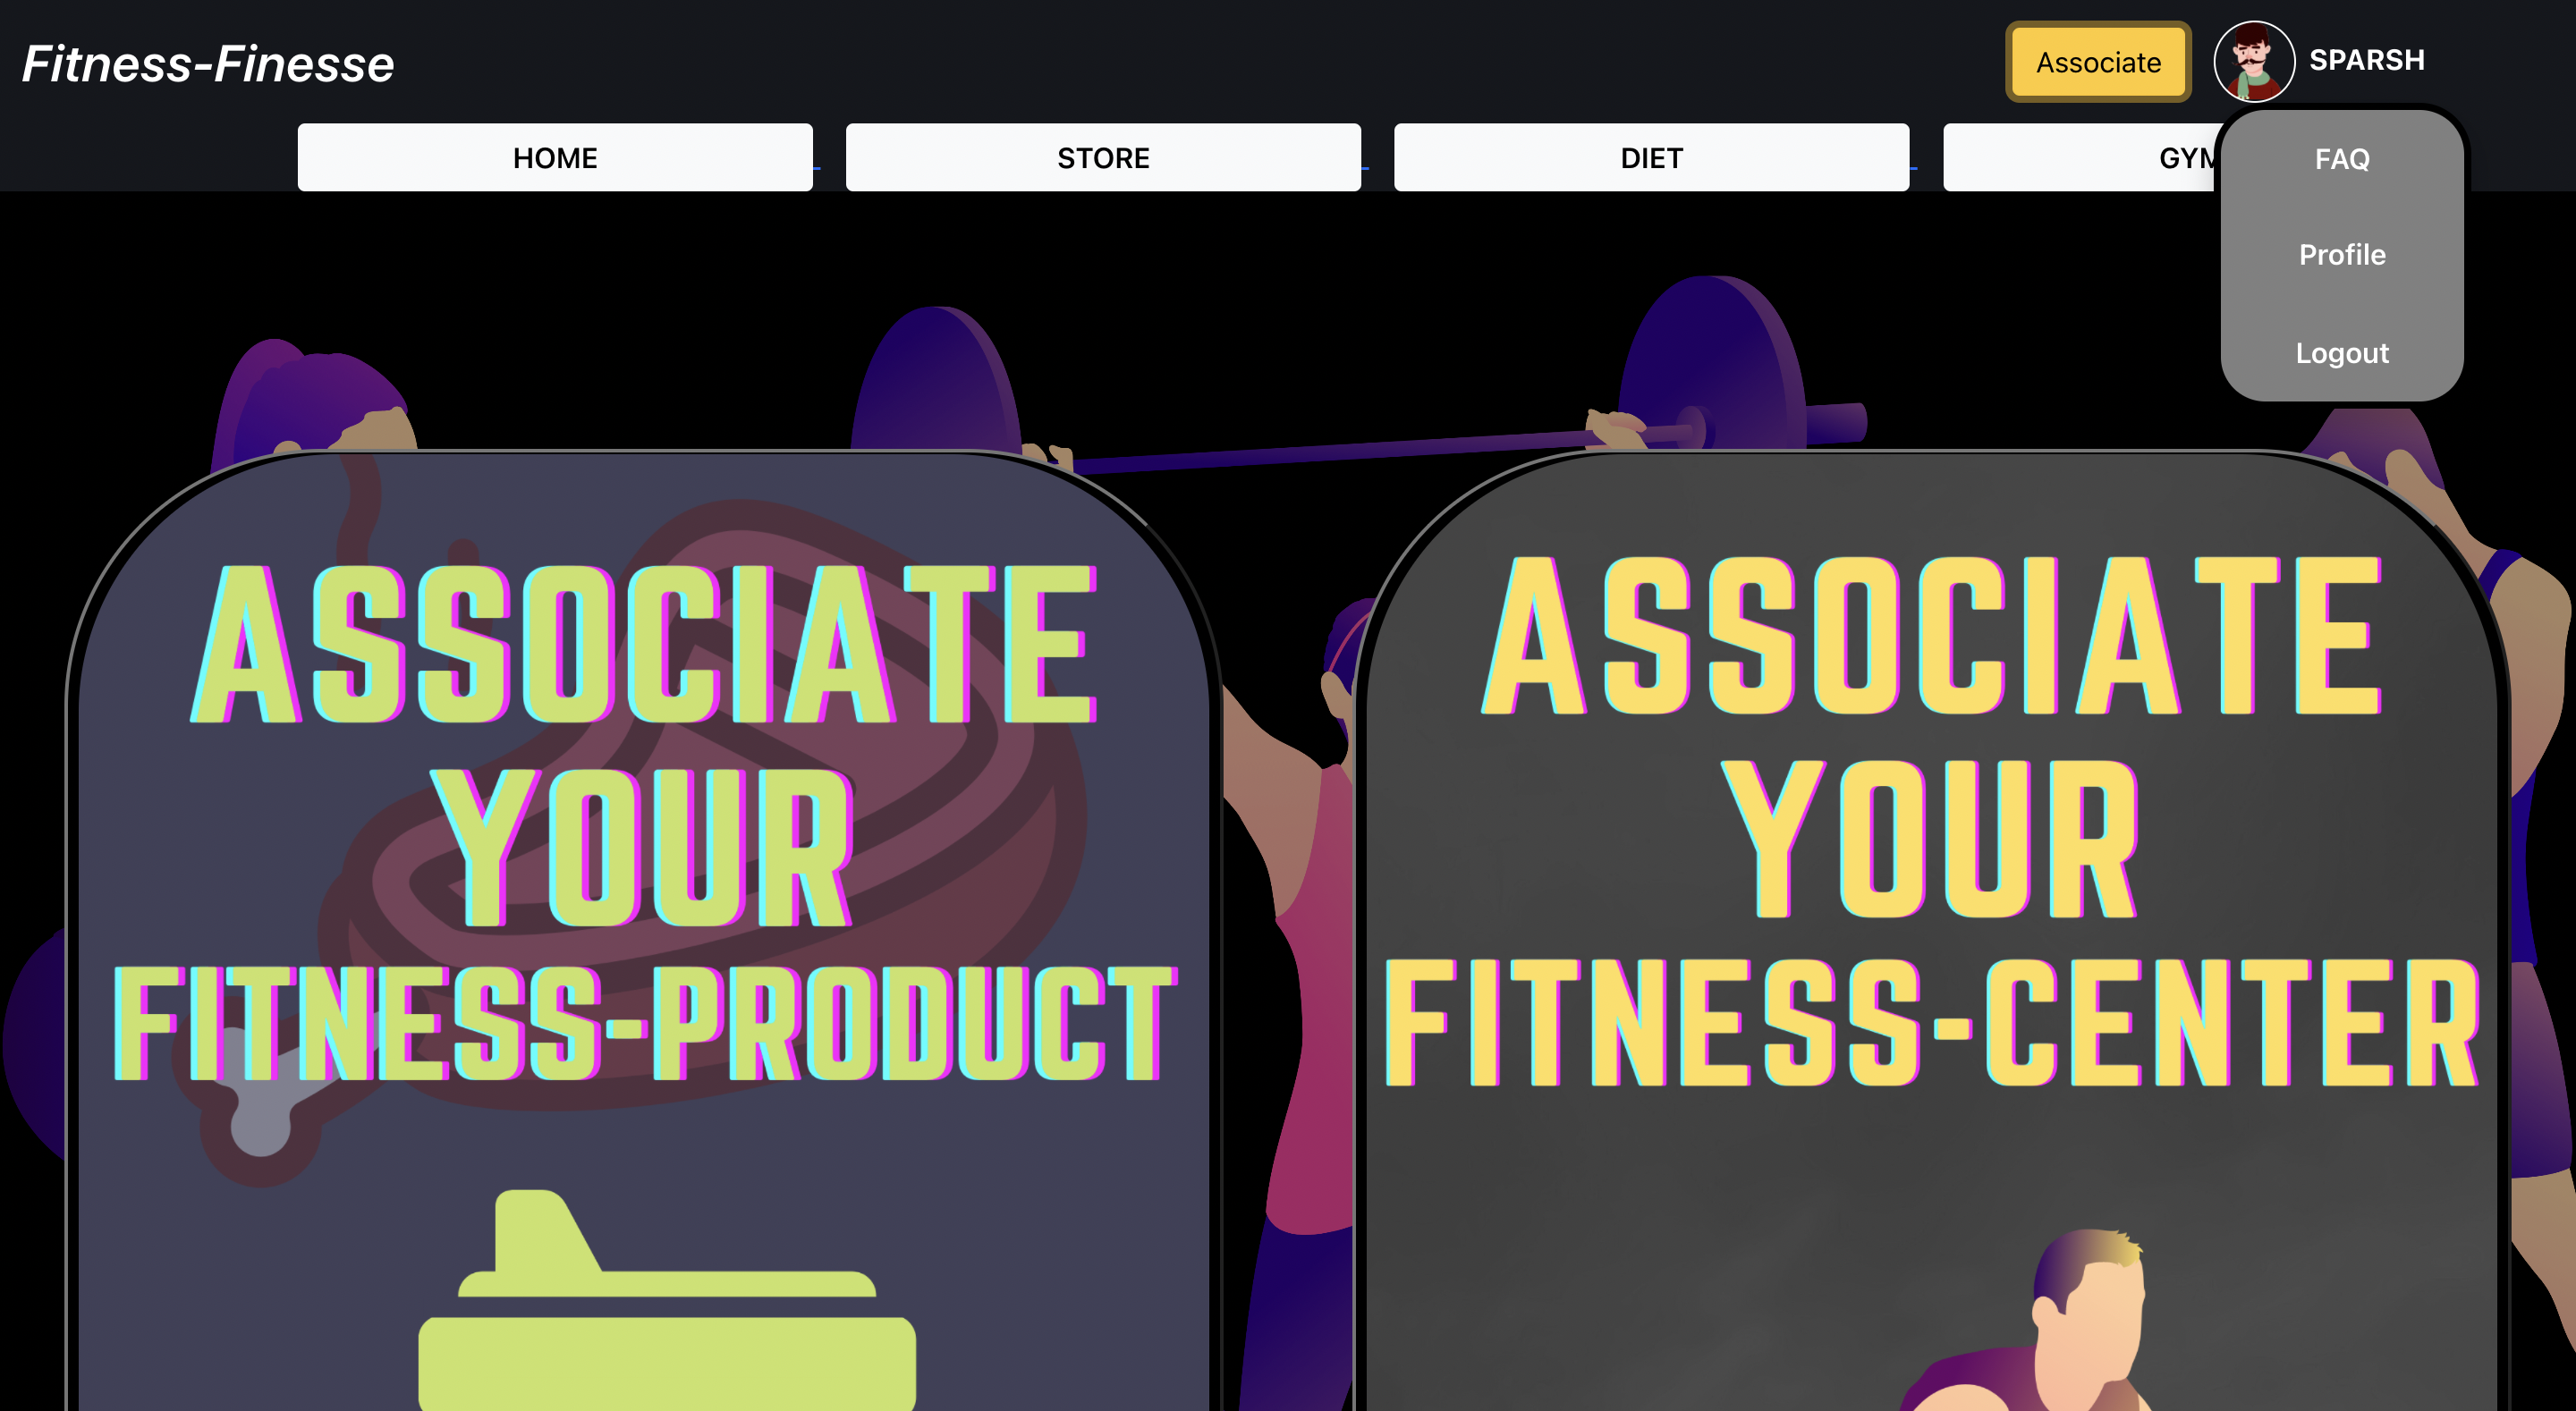 Fitness-Finesse
Associate
SPARSH
HOME
STORE
DIET
GYM
FAQ
Profile
Logout
ASSOCIATE
YOUR
FITNESS-PRODUCT
ASSOCIATE
YOUR
FITNESS-CENTER